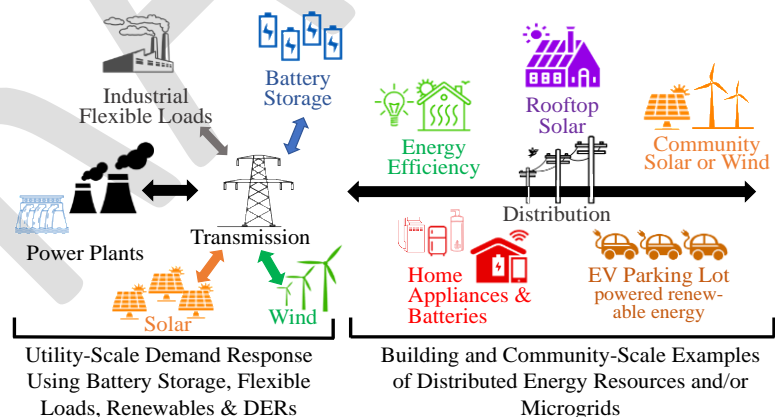 Industrial
Flexible Loads
Battery
Storage
Energy
Efficiency
Rooftop
Solar
Community
Solar or Wind
Power Plants
Transmission
Distribution
Solar
Wind
Home
Appliances &
Batteries
EV Parking Lot
powered renew-
able energy
Utility-Scale Demand Response
Using Battery Storage, Flexible
Loads, Renewables & DERs
Building and Community-Scale Examples
of Distributed Energy Resources and/or
Microgrids